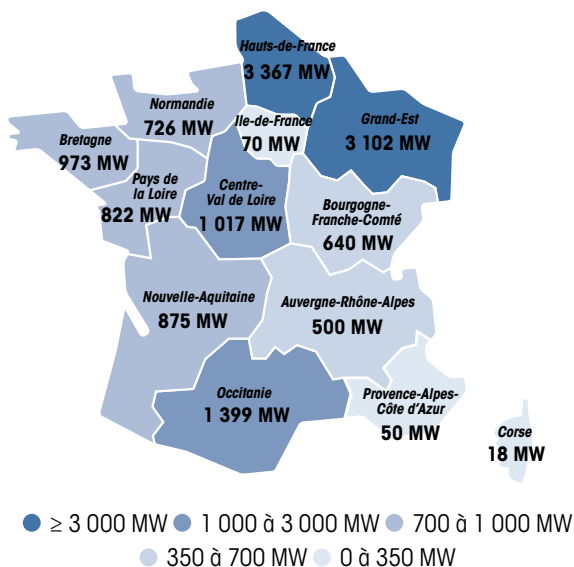 Hauts-de-France
3 367 MW
Normandie
726 MW
Ile-de-France
70 MW
Grand-Est
3 102 MW
Bretagne
973 MW
Pays de
la Loire
822 MW
Centre-
Val de Loire
1 017 MW
Bourgogne-
Franche-Comté
640 MW
Nouvelle-Aquitaine
875 MW
Auvergne-Rhône-Alpes
500 MW
Occitanie
1 399 MW
Provence-Alpes-
Côte d'Azur
50 MW
Corse
18 MW
≥ 3 000 MW
1 000 à 3 000 MW
700 à 1 000 MW
350 à 700 MW
0 à 350 MW